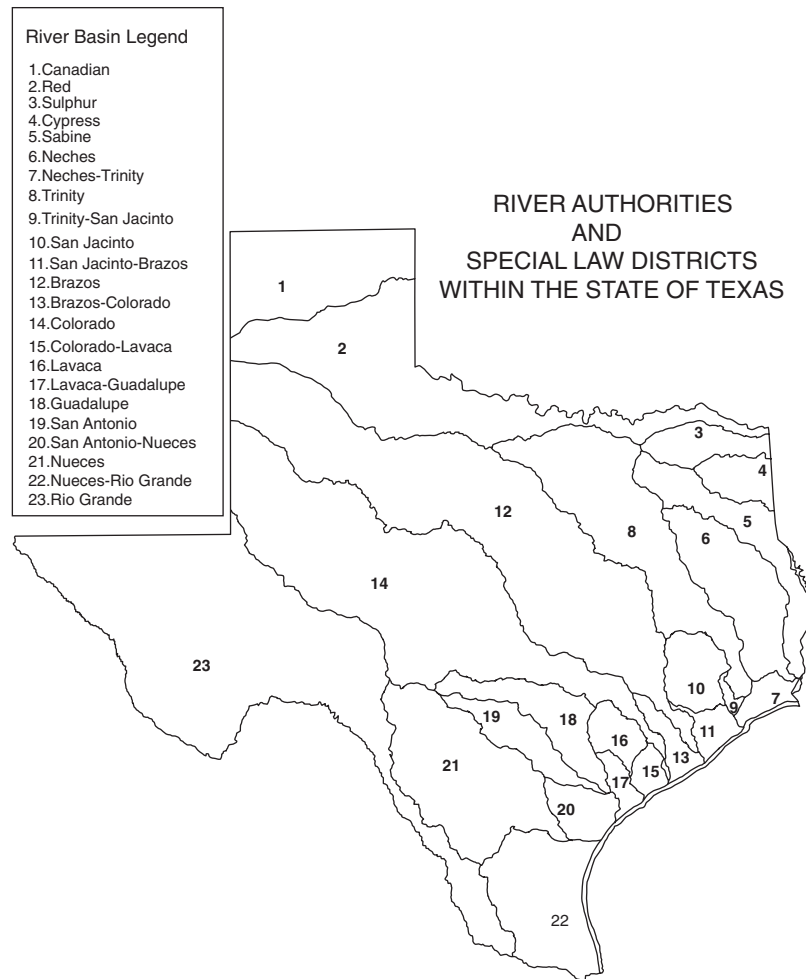 River Basin Legend
1.Canadian
2.Red
3.Sulphur
4.Cypress
5.Sabine
6.Neches
7.Neches-Trinity
8.Trinity
9.Trinity-San Jacinto
10.San Jacinto
11.San Jacinto-Brazos
12.Brazos
13.Brazos-Colorado
14.Colorado
15.Colorado-Lavaca
16.Lavaca
17.Lavaca-Guadalupe
18.Guadalupe
19.San Antonio
20.San Antonio-Nueces
21.Nueces
22.Nueces-Rio Grande
23.Rio Grande
RIVER AUTHORITIES
AND
SPECIAL LAW DISTRICTS
WITHIN THE STATE OF TEXAS
1
2
3
4
12
5
8
6
14
23
10
7
9
19
18
11
16
13
21
15
17
20
22